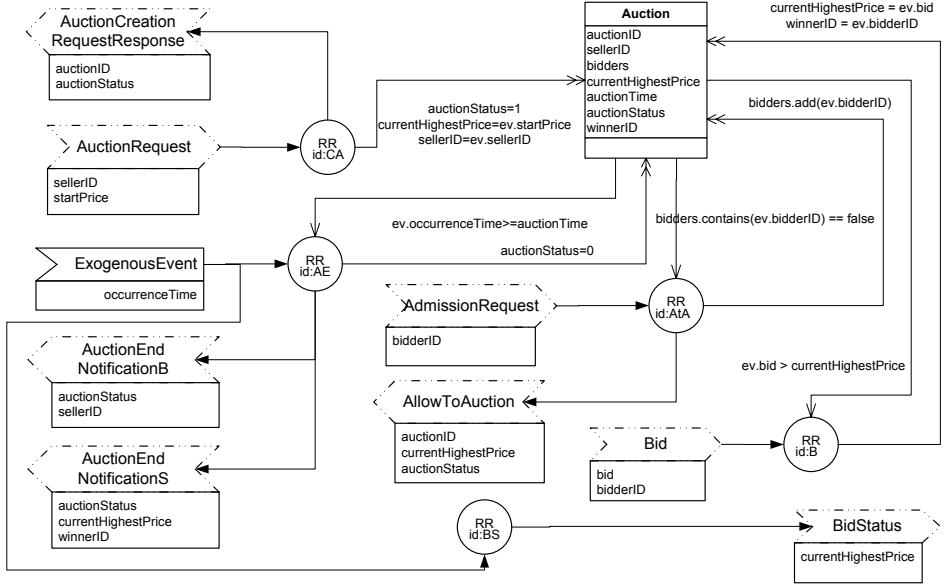 AuctionCreation
RequestResponse
auctionID
auctionStatus
AuctionRequest
sellerID
startPrice
RR
id:CA
auctionStatus=1
currentHighestPrice=ev.startPrice
sellerID=ev.sellerID
Auction
auctionID
sellerID
bidders
currentHighestPrice
auctionTime
auctionStatus
winnerID
currentHighestPrice = ev.bid
winnerID = ev.bidderID
bidders.add(ev.bidderID)
ev.occurrenceTime>=auctionTime
bidders.contains(ev.bidderID) == false
auctionStatus=0
ExogenousEvent
occurrenceTime
RR
id:AE
AdmissionRequest
bidderID
RR
id:AtA
AuctionEnd
NotificationB
auctionStatus
sellerID
AllowToAuction
auctionID
currentHighestPrice
auctionStatus
ev.bid > currentHighestPrice
Bid
bid
bidderID
RR
id:B
AuctionEnd
NotificationS
auctionStatus
currentHighestPrice
winnerID
RR
id:BS
BidStatus
currentHighestPrice